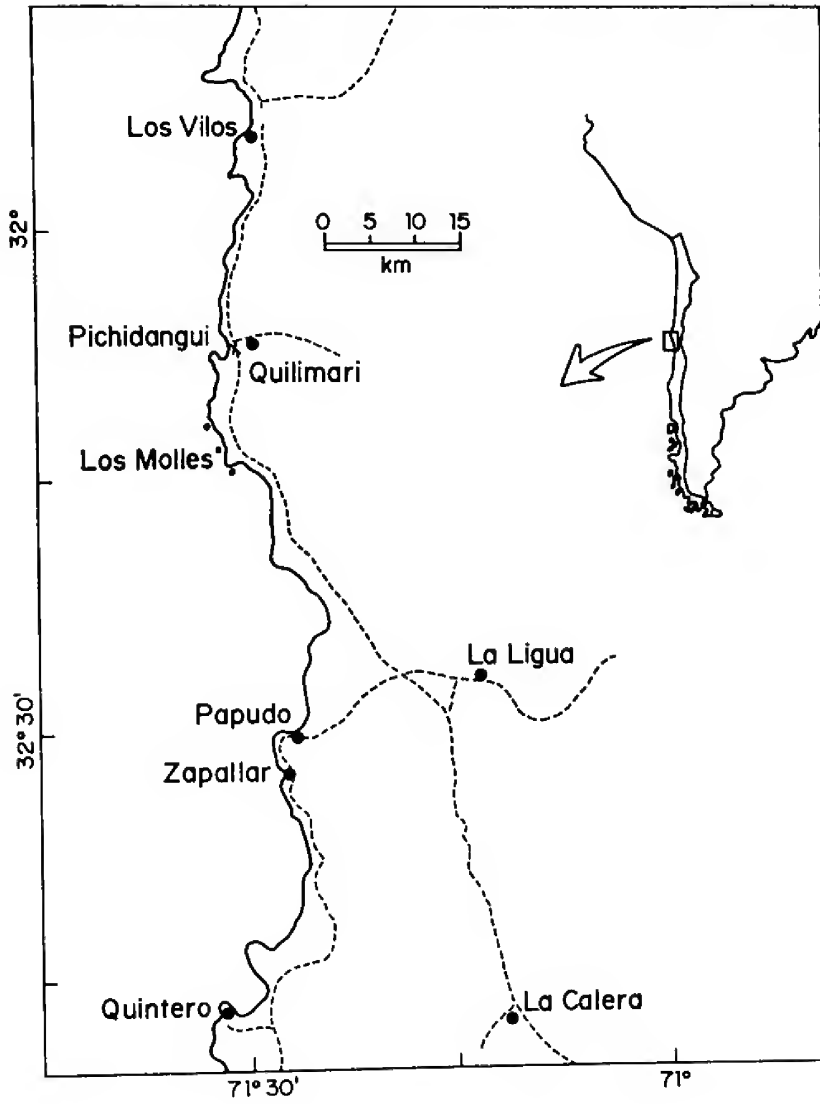 Los Vilos
32°
0 5 10 15
km
Pichidangui
Quilimari
Los Molles
La Ligua
32° 30'
Papudo
Zapallar
Quintero
La Calera
71° 30'
71°